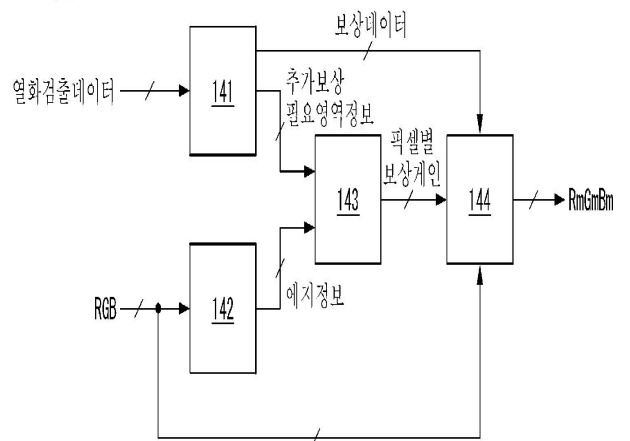 보상데이터
141
열화검출데이터
추가보상
필요영역정보
픽셀별
보상게인
143
144
RmGmBm
RGB
142
에지정보